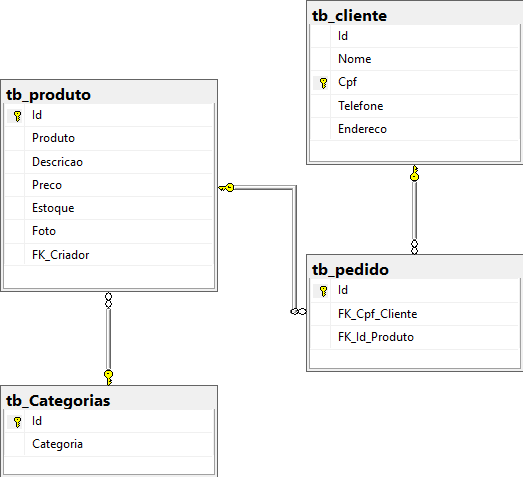 tb_cliente
Id
Nome
Cpf
Telefone
Endereco
tb_produto
Id
Produto
Descricao
Preco
Estoque
Foto
FK_Criador
tb_pedido
Id
FK_Cpf_Cliente
FK_Id_Produto
tb_Categorias
Id
Categoria